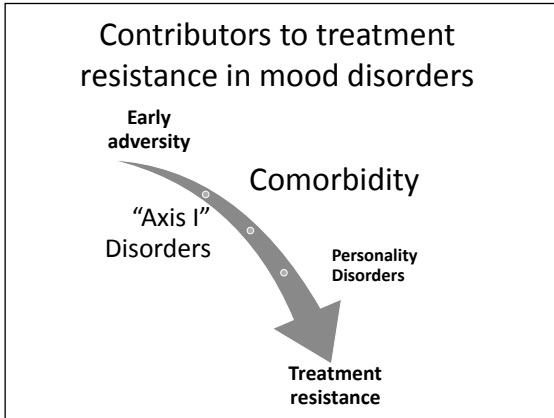 Contributors to treatment
resistance in mood disorders
Early
adversity
Comorbidity
“Axis I”
Disorders
Personality
Disorders
Treatment
resistance